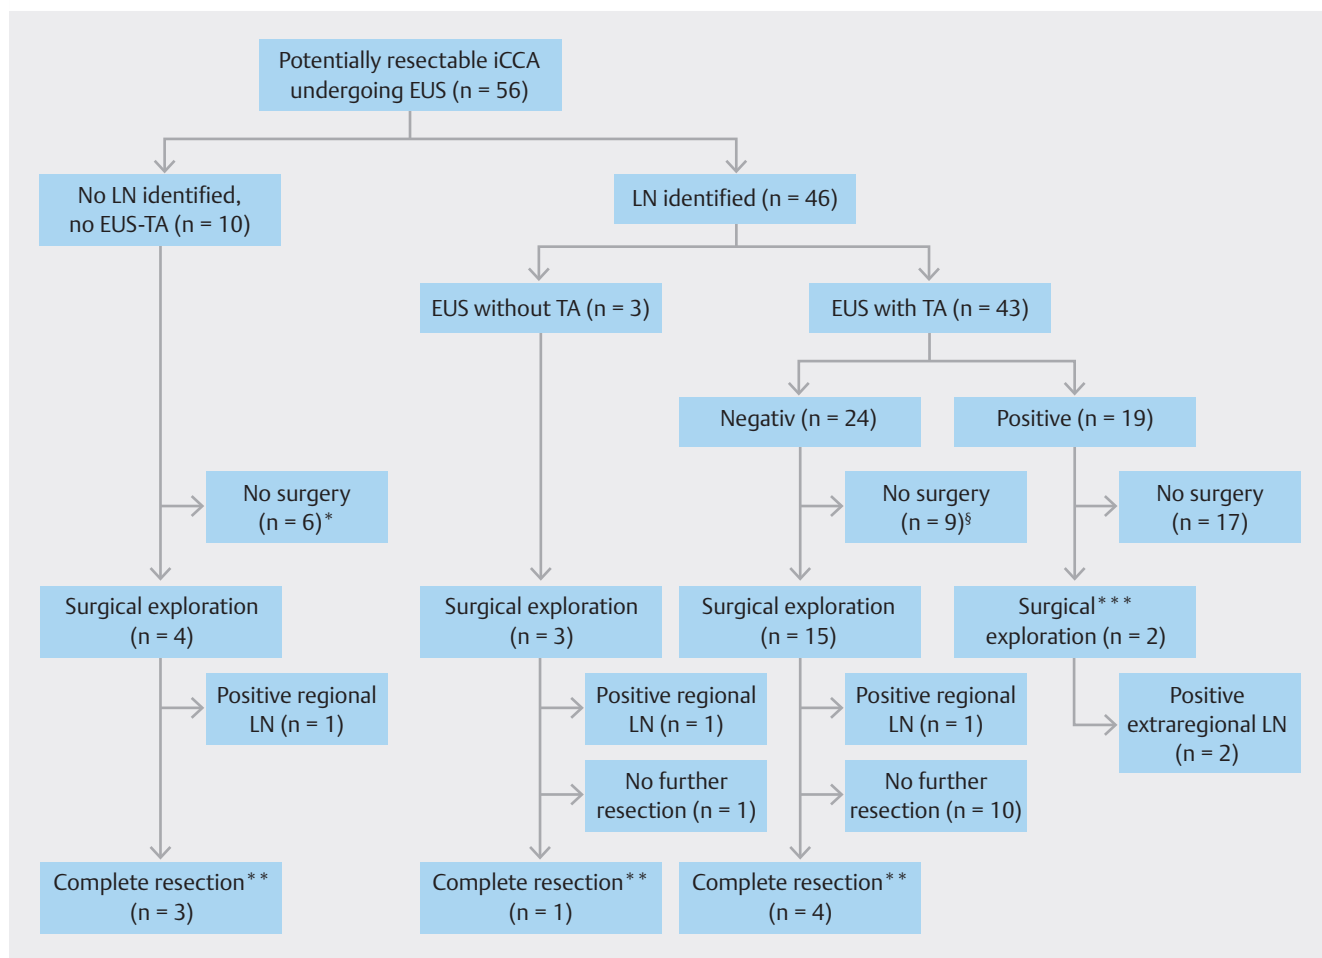 Potentially resectable iCCA
undergoing EUS (n = 56)
No LN identified,
no EUS-TA (n = 10)
LN identified (n = 46)
EUS without TA (n = 3)
EUS with TA (n = 43)
Negativ (n = 24)
Positive (n = 19)
No surgery
(n = 6)*
No surgery
(n = 9)§
No surgery
(n = 17)
Surgical exploration
(n = 4)
Surgical exploration
(n = 3)
Surgical exploration
(n = 15)
Surgical***
exploration (n = 2)
Positive regional
LN (n = 1)
Positive regional
LN (n = 1)
Positive regional
LN (n = 1)
Positive
extraregional LN
(n = 2)
No further
resection (n = 1)
No further
resection (n = 10)
Complete resection**
(n = 3)
Complete resection**
(n = 1)
Complete resection**
(n = 4)